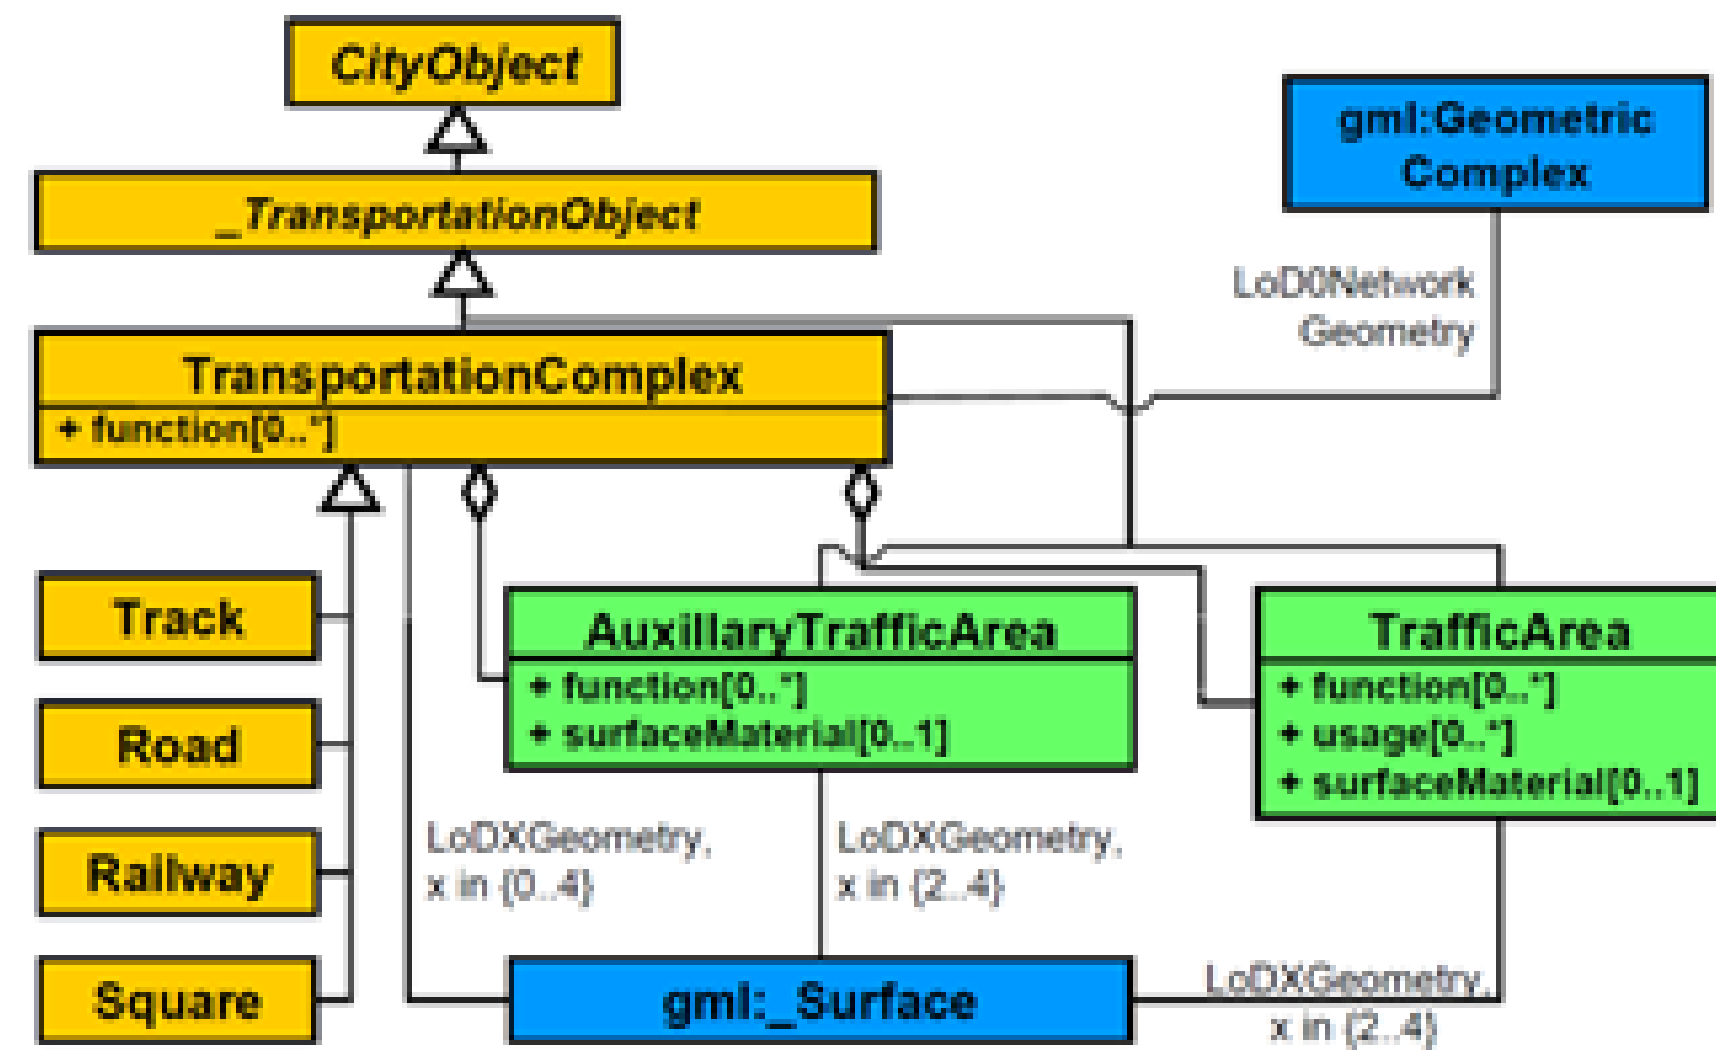 CityObject
gml:Geometric
Complex
_TransportationObject
LoD0Network
Geometry
TransportationComplex
+ function[0..*]
Track
Road
Railway
Square
AuxillaryTrafficArea
+ function[0..*]
+ surfaceMaterial[0..1]
TrafficArea
+ function[0..*]
+ usage[0..*]
+ surfaceMaterial[0..1]
LoDXGeometry,
x in {0..4}
LoDXGeometry,
x in {2..4}
gml:_Surface
LoDXGeometry,
x in {2..4}